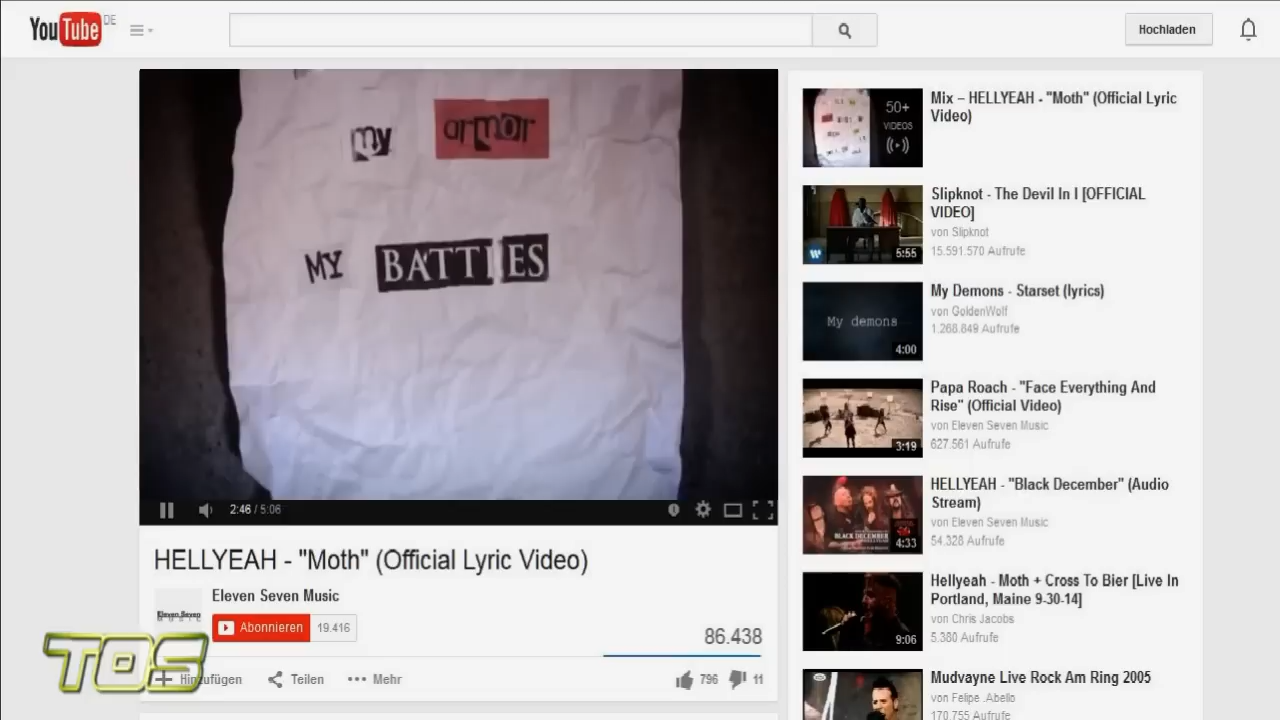 YouTube DE
Hochladen
my armor
MY BATTLES
2:46 / 5:06
HELLYEAH - "Moth" (Official Lyric Video)
Eleven Seven Music
Eleven Seven
MUSIC
Abonnieren 19.416
86.438
TOS
Hinzufügen Teilen Mehr 796 11
50+
VIDEOS
Mix – HELLYEAH - "Moth" (Official Lyric
Video)
5:55
Slipknot - The Devil In I [OFFICIAL
VIDEO]
von Slipknot
15.591.570 Aufrufe
My demons
4:00
My Demons - Starset (lyrics)
von GoldenWolf
1.268.849 Aufrufe
3:19
Papa Roach - "Face Everything And
Rise" (Official Video)
von Eleven Seven Music
627.561 Aufrufe
BLACK DECEMBER
4:33
HELLYEAH - "Black December" (Audio
Stream)
von Eleven Seven Music
54.328 Aufrufe
9:06
Hellyeah - Moth + Cross To Bier [Live In
Portland, Maine 9-30-14]
von Chris Jacobs
5.380 Aufrufe
Mudvayne Live Rock Am Ring 2005
von Felipe .Abello
170.755 Aufrufe